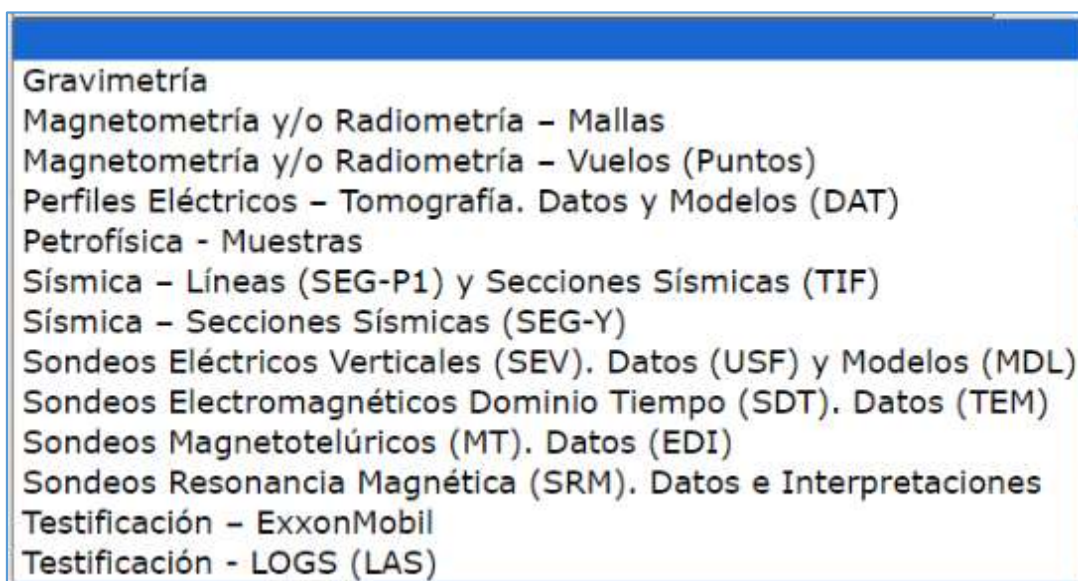 Gravimetría
Magnetometría y/o Radiometría – Mallas
Magnetometría y/o Radiometría – Vuelos (Puntos)
Perfiles Eléctricos – Tomografía. Datos y Modelos (DAT)
Petrofísica - Muestras
Sísmica – Líneas (SEG-P1) y Secciones Sísmicas (TIF)
Sísmica – Secciones Sísmicas (SEG-Y)
Sondeos Eléctricos Verticales (SEV). Datos (USF) y Modelos (MDL)
Sondeos Electromagnéticos Dominio Tiempo (SDT). Datos (TEM)
Sondeos Magnetotelúricos (MT). Datos (EDI)
Sondeos Resonancia Magnética (SRM). Datos e Interpretaciones
Testificación – ExxonMobil
Testificación - LOGS (LAS)